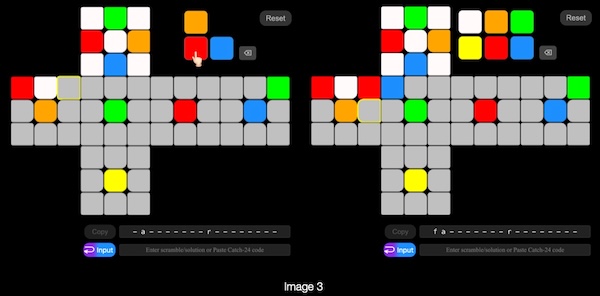 Reset
Reset
Copy
- a - - - - - - - r - - - - - - - -
Input
Enter scramble/solution or Paste Catch-24 code
Copy
f a - - - - - - - r - - - - - - - -
Input
Enter scramble/solution or Paste Catch-24 code
Image 3